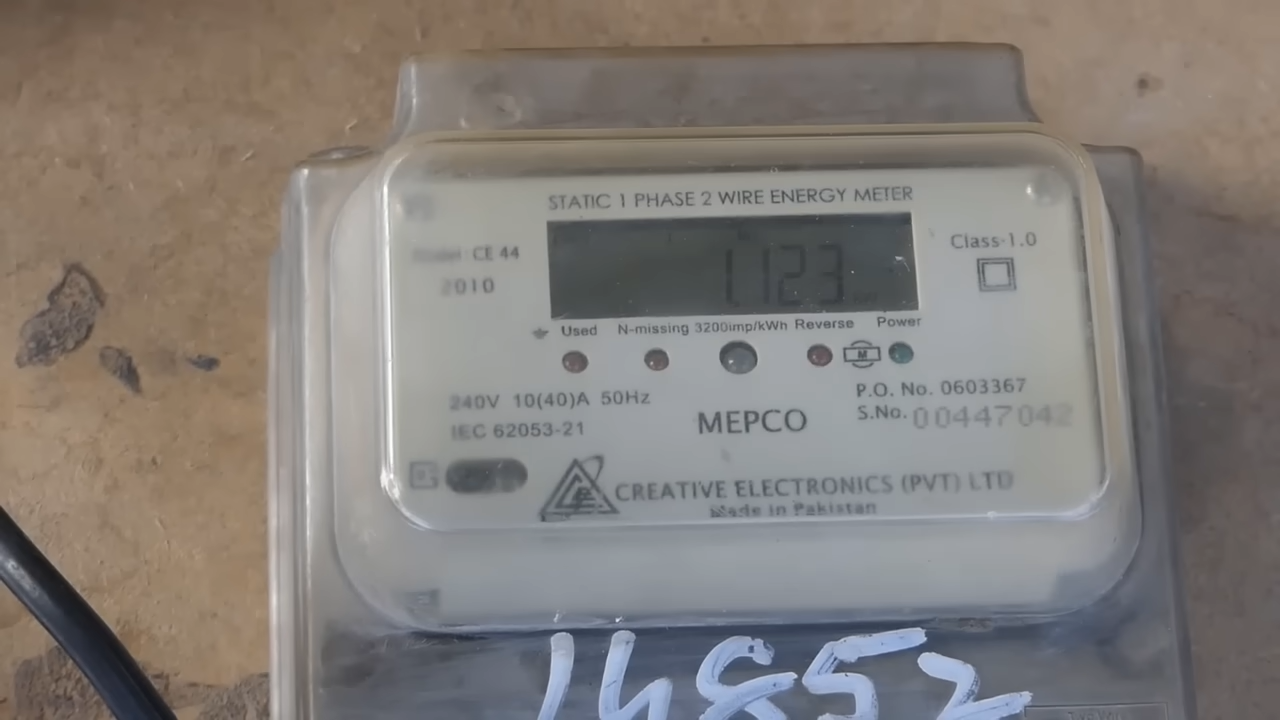 STATIC 1 PHASE 2 WIRE ENERGY METER
Model CE 44
2010
Class-1.0
Used N-missing 3200imp/kWh Reverse Power
M
240V 10(40)A 50Hz
IEC 62053-21
MEPCO
P.O. No. 0603367
S.No. 00447042
CREATIVE ELECTRONICS (PVT) LTD
Made in Pakistan
14852